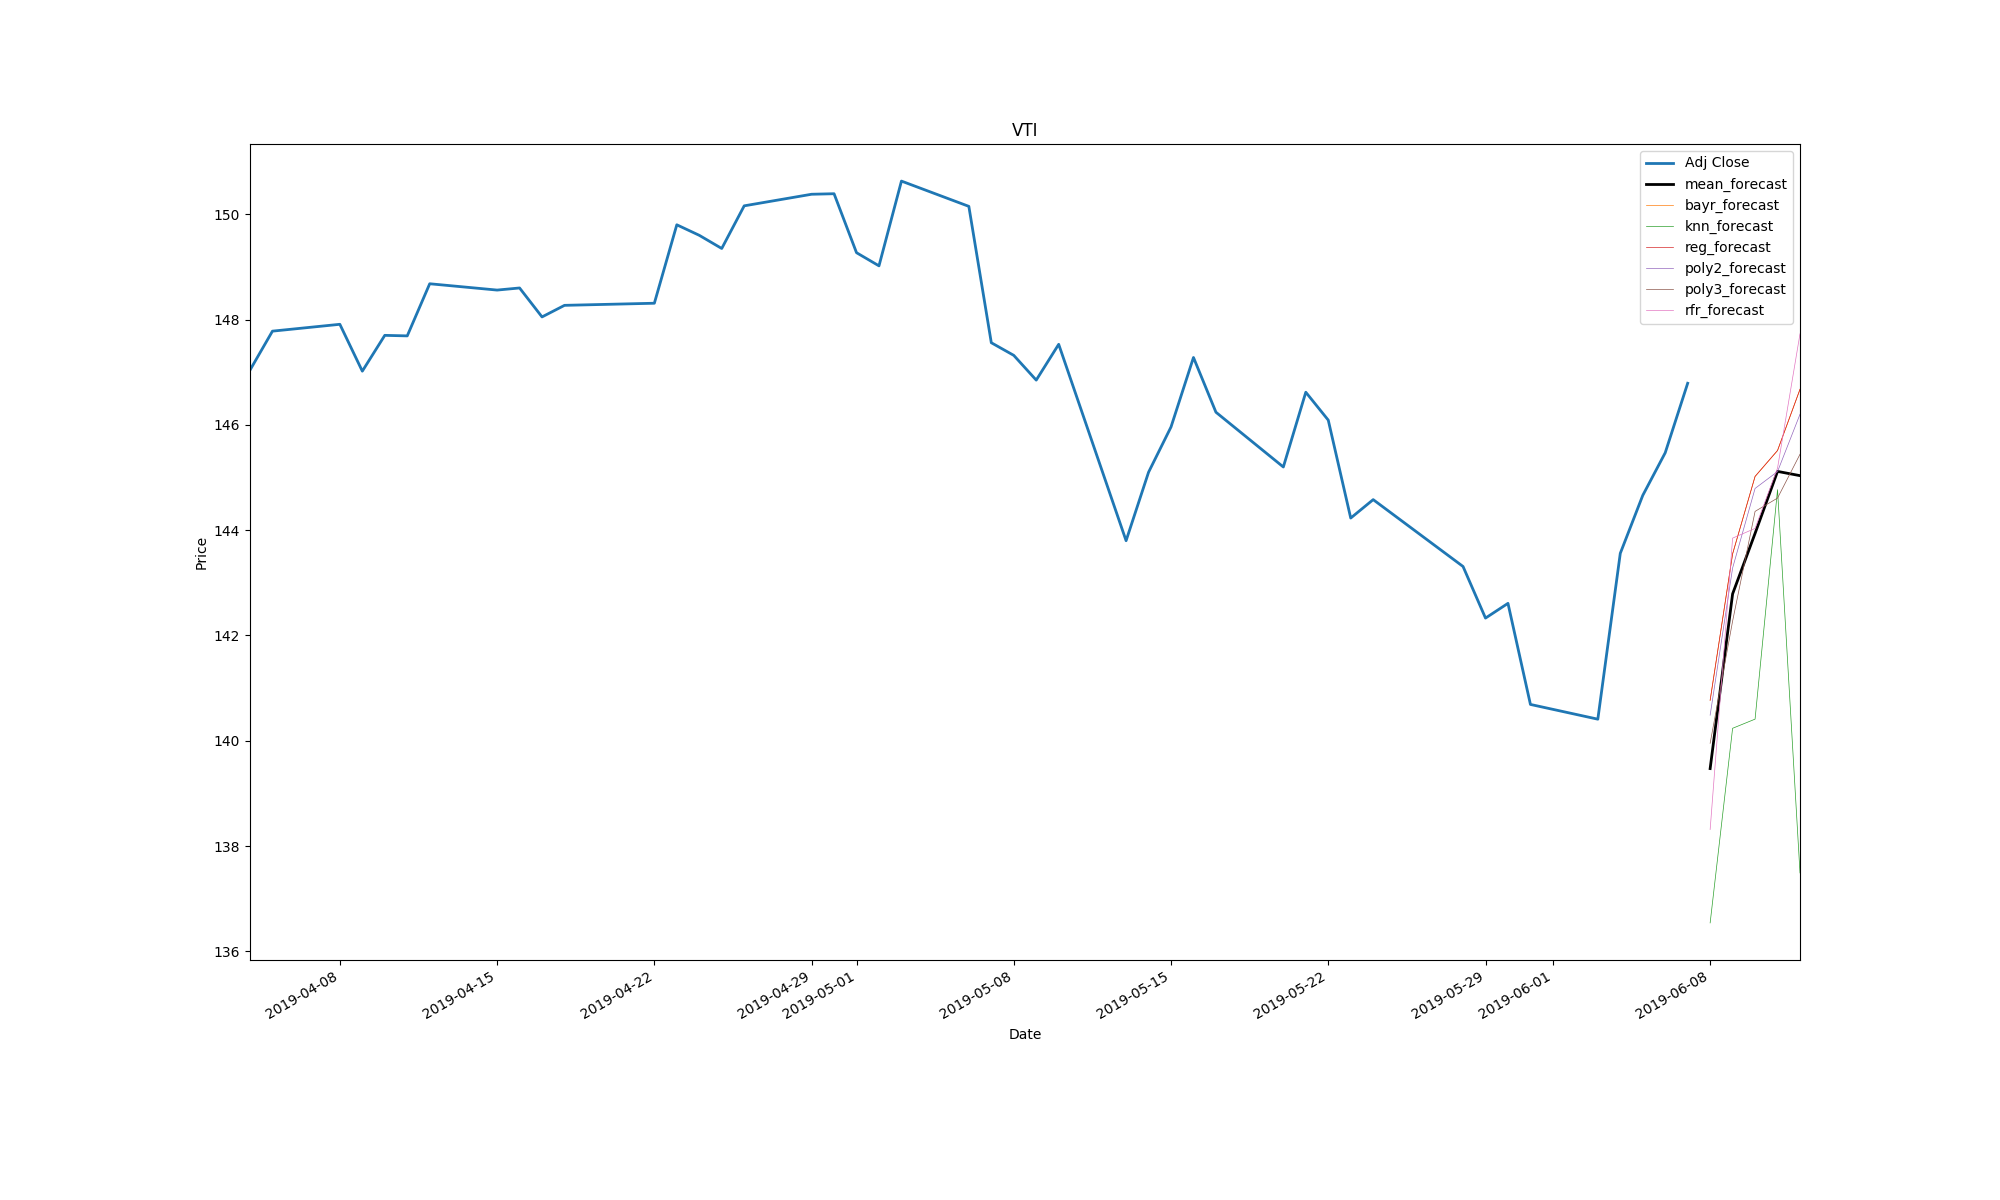 VTI
Adj Close
mean_forecast
bayr_forecast
knn_forecast
reg_forecast
poly2_forecast
poly3_forecast
rfr_forecast
150
148
146
144
142
140
138
136
Price
2019-04-08
2019-04-15
2019-04-22
2019-04-29
2019-05-01
2019-05-08
2019-05-15
2019-05-22
2019-05-29
2019-06-01
2019-06-08
Date